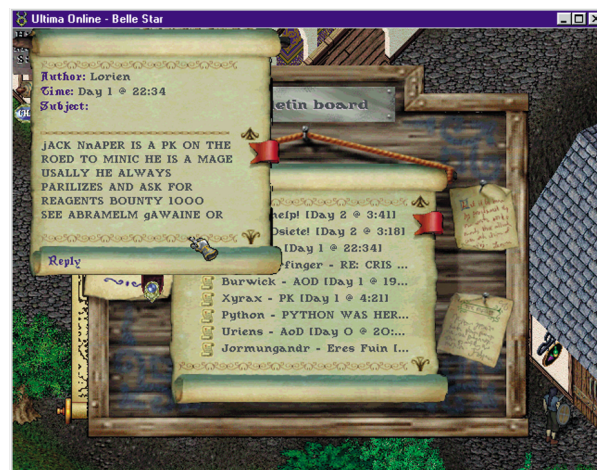 Ultima Online - Belle Star
Author: Lorien
Time: Day 1 @ 22:34
Subject:
jACK NnAPER IS A PK ON THE
ROED TO MINIC HE IS A MAGE
USALLY HE ALWAYS
PARILIZES AND ASK FOR
REAGENTS BOUNTY 1000
SEE ABRAMELM gAWAINE OR
Reply
etin board
help! [Day 2 @ 3:41]
Osiete! [Day 2 @ 3:18]
[Day 1 @ 22:34]
finger - RE: CRIS ...
Burwick - AOD [Day 1 @ 19...
Xyrax - PK [Day 1 @ 4:21]
Python - PYTHON WAS HER...
Uriens - AoD [Day 0 @ 20:...
Jormungandr - Eres Fuin [...